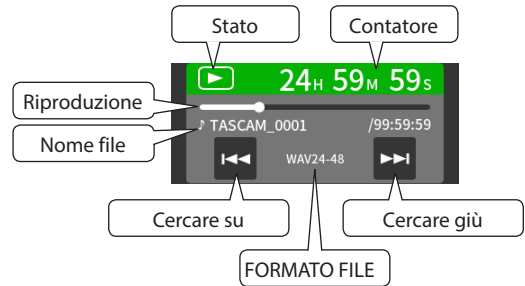 Stato
Contatore
24H 59M 59S
Riproduzione
♪ TASCAM_0001 /99:59:59
Nome file
WAV24-48
Cercare su
Cercare giù
FORMATO FILE